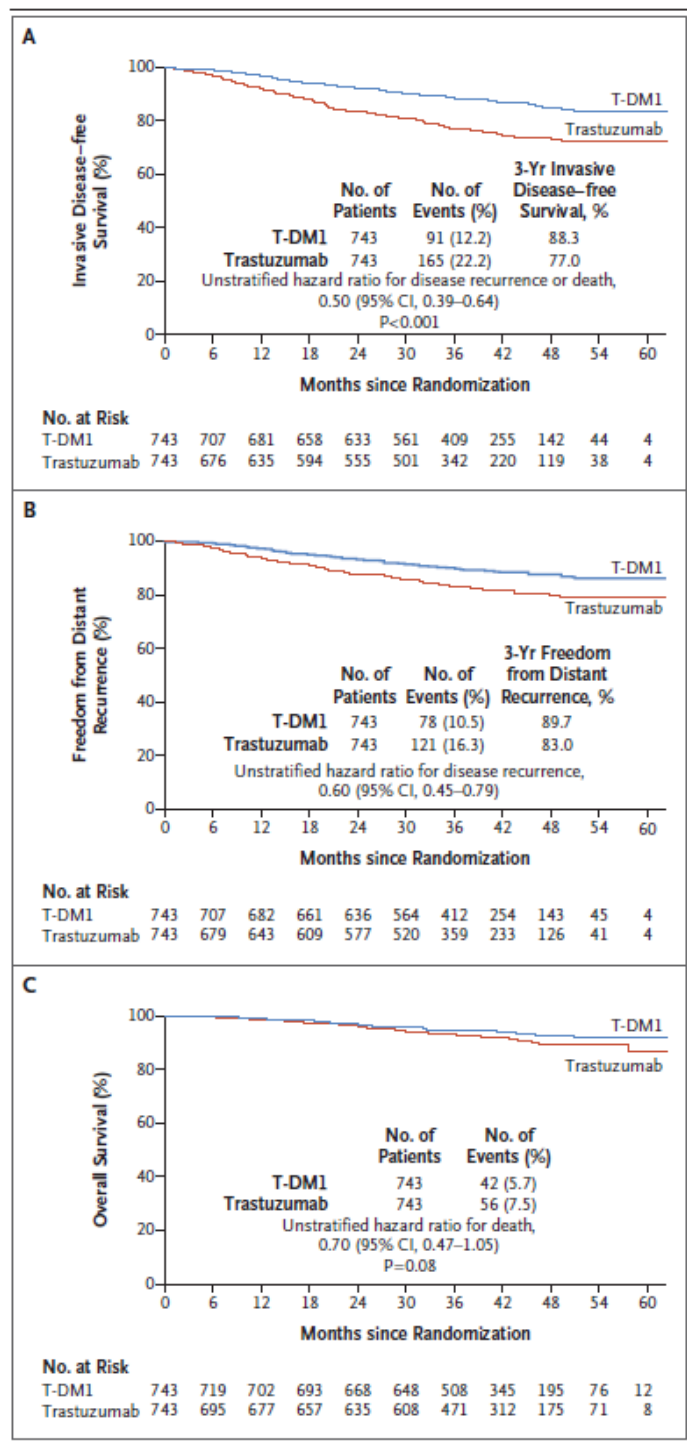 A
Invasive Disease–free
Survival (%)
100
80
60
40
20
0
T-DM1
Trastuzumab
3-Yr Invasive
No. of No. of Disease–free
Patients Events (%) Survival, %
T-DM1 743 91 (12.2) 88.3
Trastuzumab 743 165 (22.2) 77.0
Unstratified hazard ratio for disease recurrence or death,
0.50 (95% CI, 0.39–0.64)
P<0.001
0 6 12 18 24 30 36 42 48 54 60
Months since Randomization
No. at Risk
T-DM1 743 707 681 658 633 561 409 255 142 44 4
Trastuzumab 743 676 635 594 555 501 342 220 119 38 4
B
Freedom from Distant
Recurrence (%)
100
80
60
40
20
0
T-DM1
Trastuzumab
3-Yr Freedom
No. of No. of from Distant
Patients Events (%) Recurrence, %
T-DM1 743 78 (10.5) 89.7
Trastuzumab 743 121 (16.3) 83.0
Unstratified hazard ratio for disease recurrence,
0.60 (95% CI, 0.45–0.79)
0 6 12 18 24 30 36 42 48 54 60
Months since Randomization
No. at Risk
T-DM1 743 707 682 661 636 564 412 254 143 45 4
Trastuzumab 743 679 643 609 577 520 359 233 126 41 4
C
Overall Survival (%)
100
80
60
40
20
0
T-DM1
Trastuzumab
No. of No. of
Patients Events (%)
T-DM1 743 42 (5.7)
Trastuzumab 743 56 (7.5)
Unstratified hazard ratio for death,
0.70 (95% CI, 0.47–1.05)
P=0.08
0 6 12 18 24 30 36 42 48 54 60
Months since Randomization
No. at Risk
T-DM1 743 719 702 693 668 648 508 345 195 76 12
Trastuzumab 743 695 677 657 635 608 471 312 175 71 8